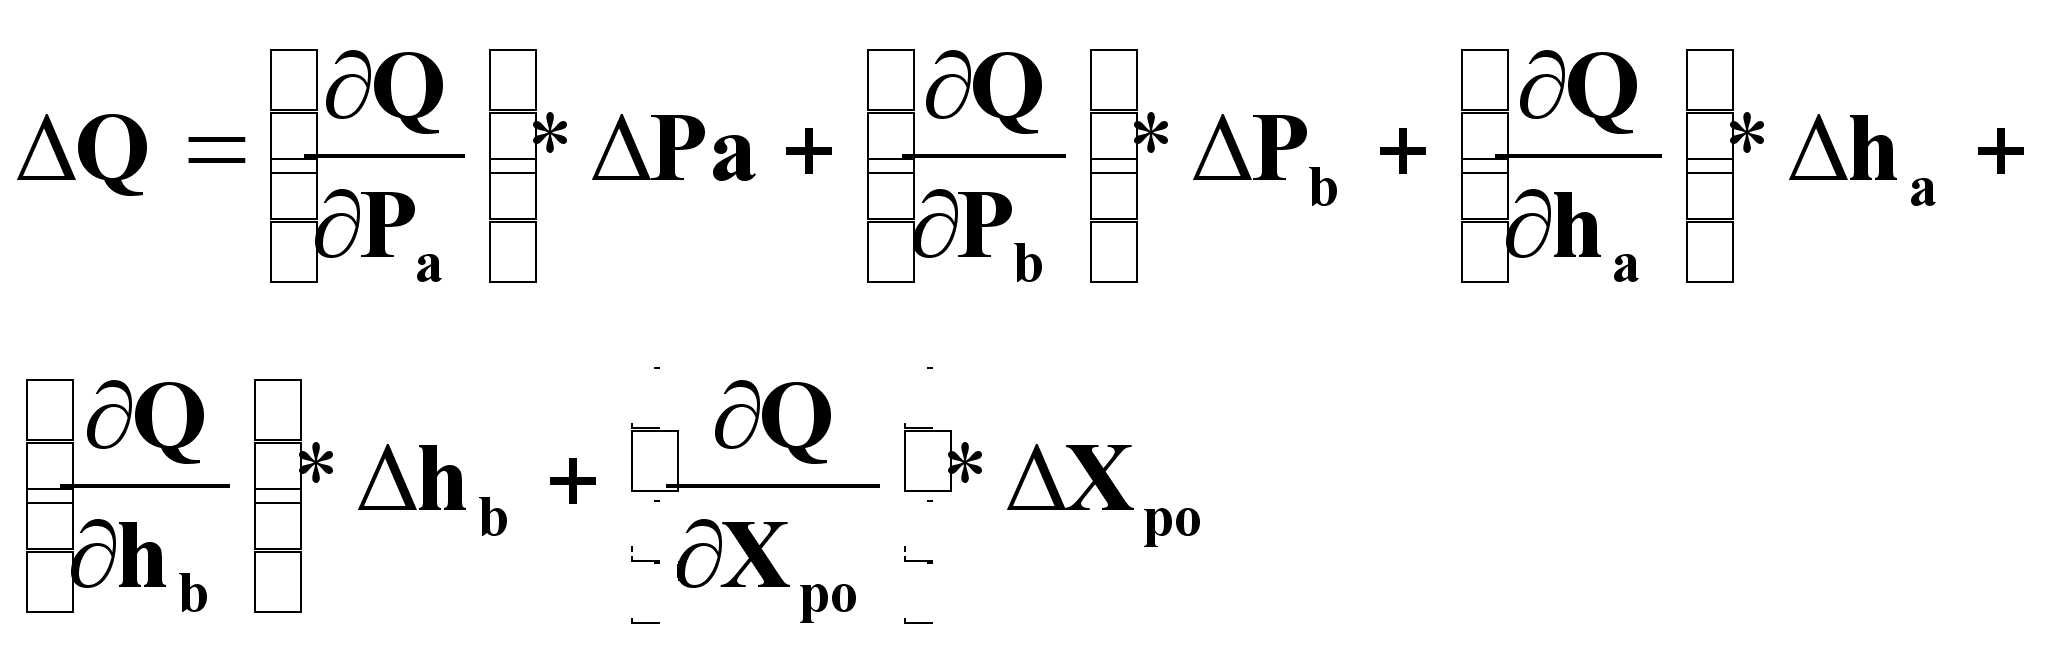 ΔQ = [∂Q / ∂P_a] * ΔPa + [∂Q / ∂P_b] * ΔP_b + [∂Q / ∂h_a] * Δh_a +
[∂Q / ∂h_b] * Δh_b + [∂Q / ∂X_po] * ΔX_po